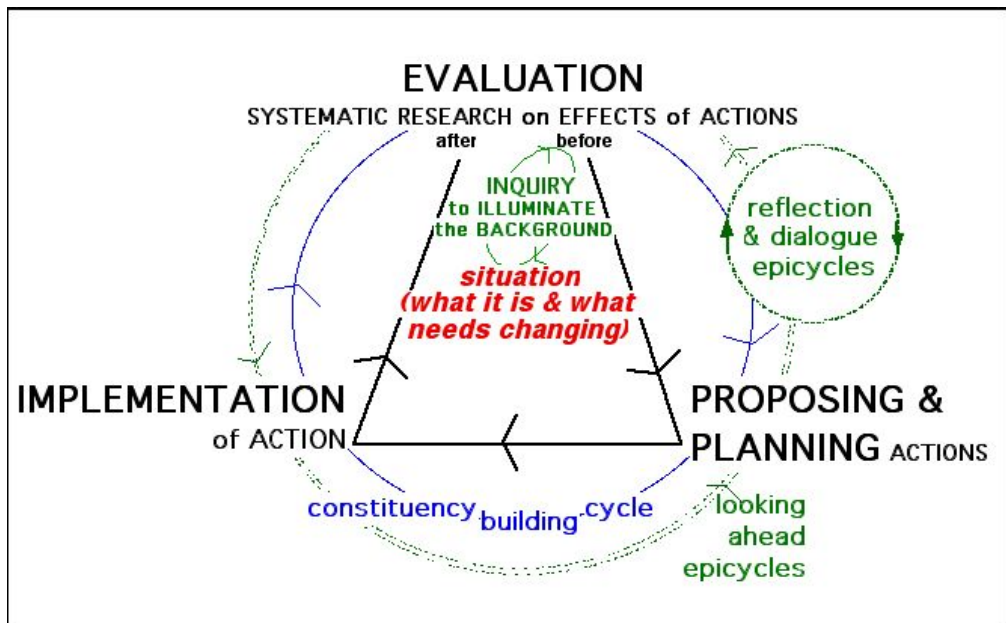 EVALUATION
SYSTEMATIC RESEARCH on EFFECTS of ACTIONS
after
before
INQUIRY
to ILLUMINATE
the BACKGROUND
situation
(what it is & what
needs changing)
reflection
& dialogue
epicycles
IMPLEMENTATION
of ACTION
PROPOSING &
PLANNING ACTIONS
constituency building cycle
looking
ahead
epicycles